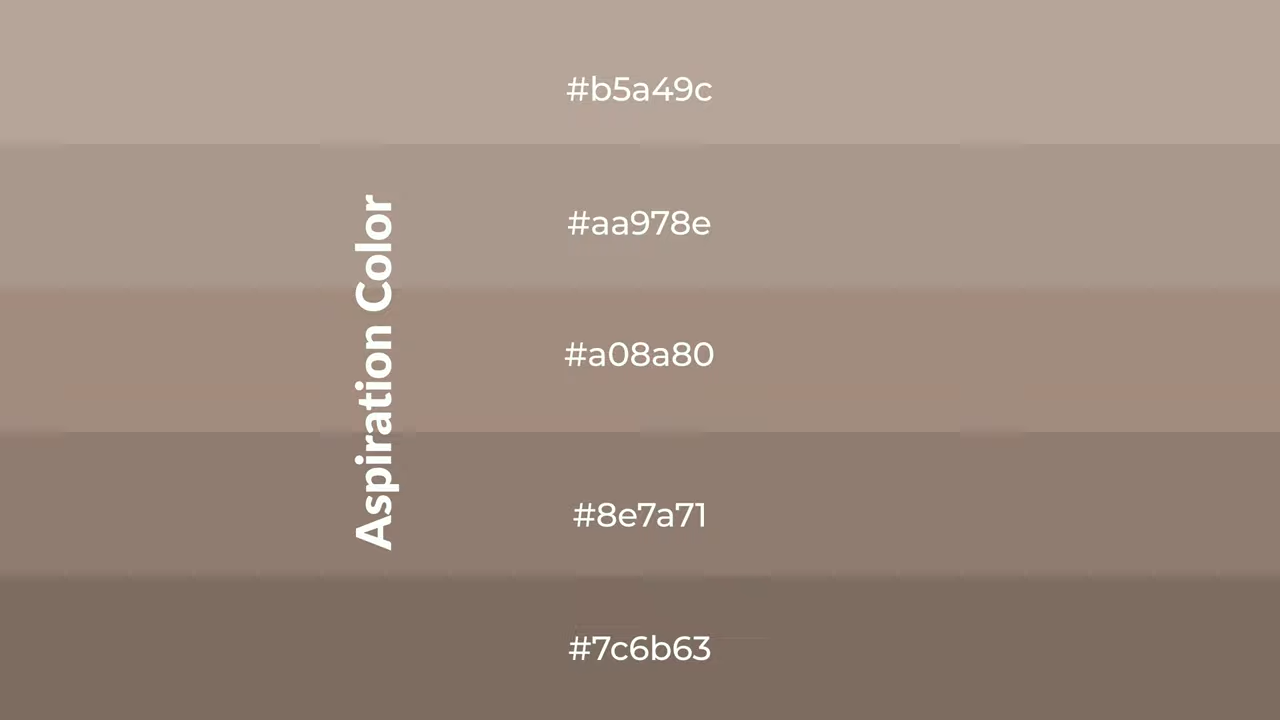 Aspiration Color
#b5a49c
#aa978e
#a08a80
#8e7a71
#7c6b63